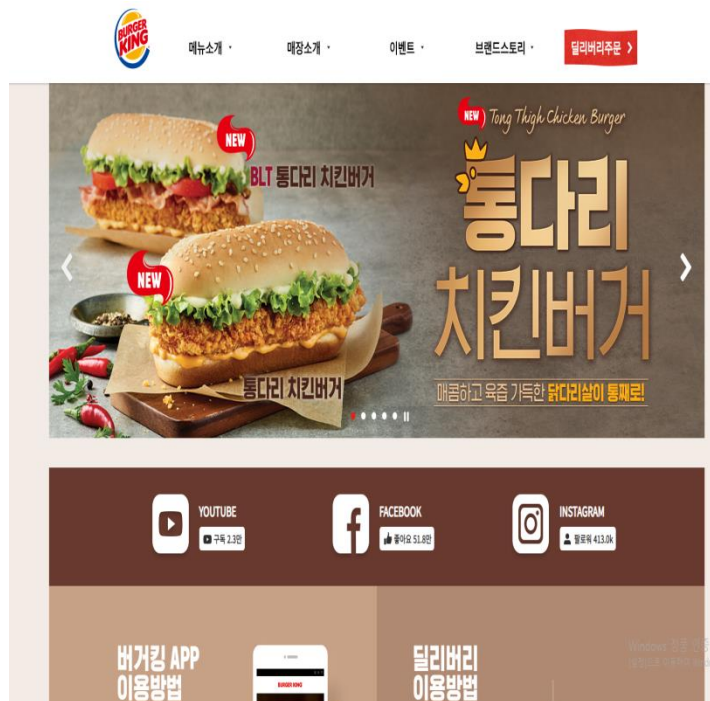 BURGER KING
메뉴소개
매장소개
이벤트
브랜드스토리
딜리버리주문
NEW
BLT 통다리 치킨버거
NEW
통다리 치킨버거
NEW Tong Thigh Chicken Burger
통다리
치킨버거
매콤하고 육즙 가득한 닭다리살이 통째로!
YOUTUBE
구독 2.3만
FACEBOOK
좋아요 51.8만
INSTAGRAM
팔로워 413.0k
버거킹 APP
이용방법
BURGER KING
딜리버리
이용방법